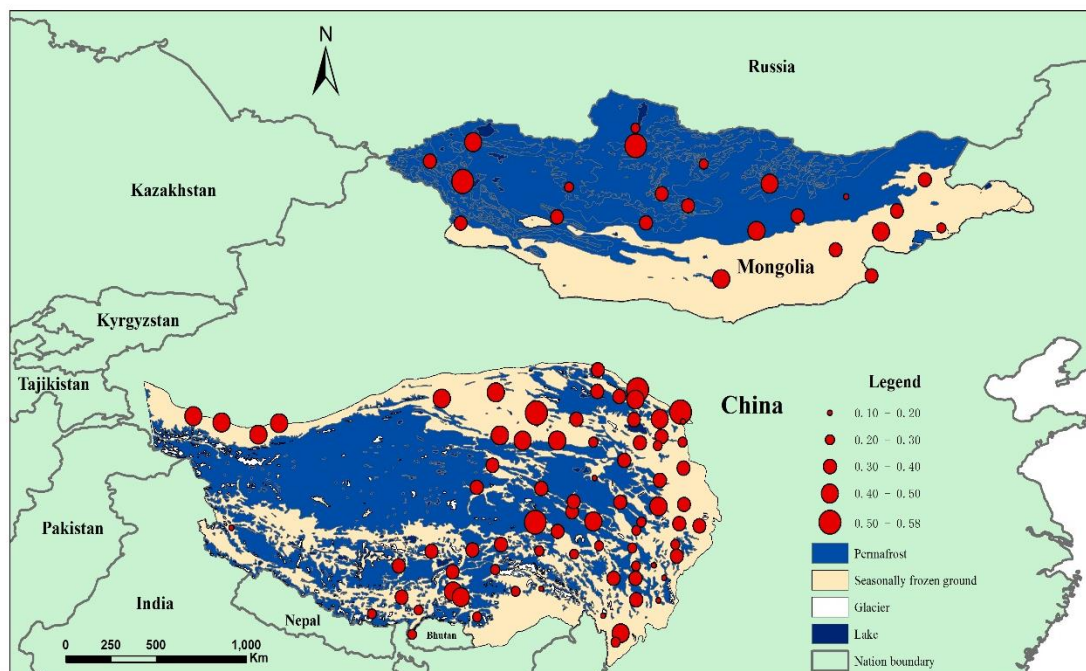 N
Russia
Kazakhstan
Mongolia
Kyrgyzstan
Tajikistan
China
Legend
0.10 - 0.20
0.20 - 0.30
0.30 - 0.40
0.40 - 0.50
0.50 - 0.58
Permafrost
Seasonally frozen ground
Glacier
Lake
Nation boundary
Pakistan
India
Nepal
Bhutan
0 250 500 1,000
Km